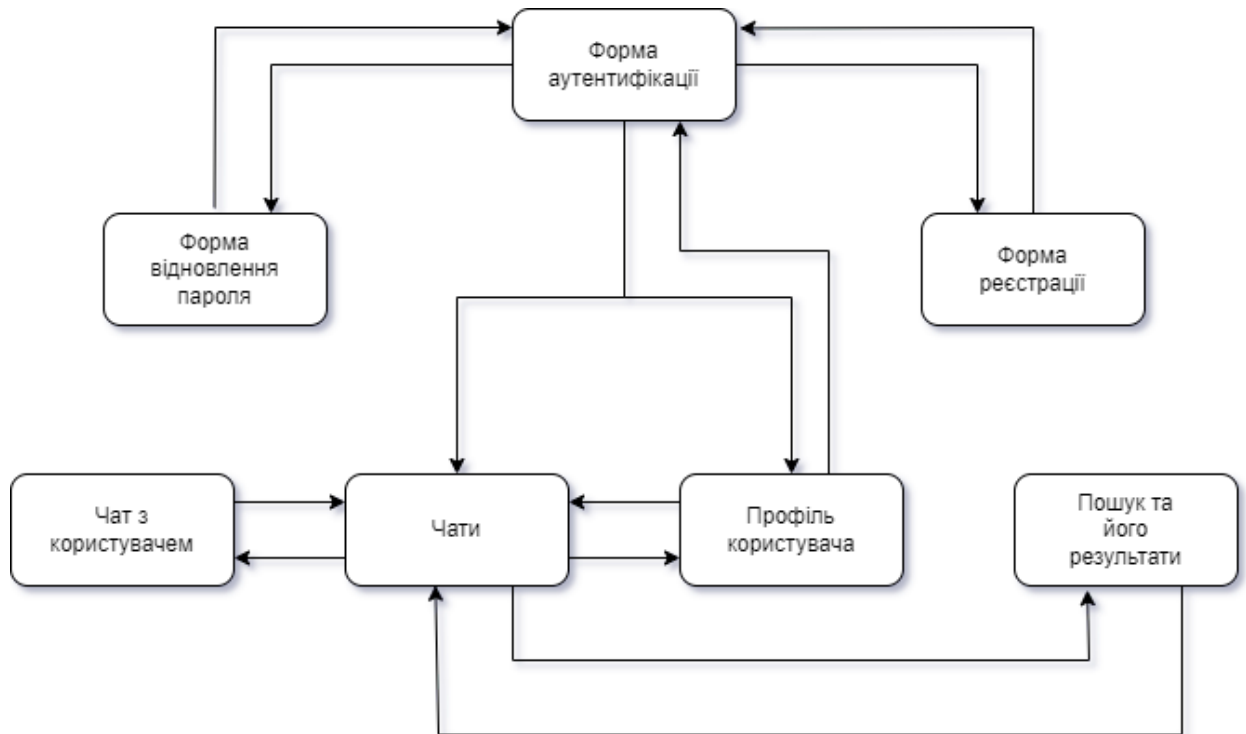 Форма
аутентифікації
Форма
відновлення
пароля
Форма
реєстрації
Чат з
користувачем
Чати
Профіль
користувача
Пошук та
його
результати